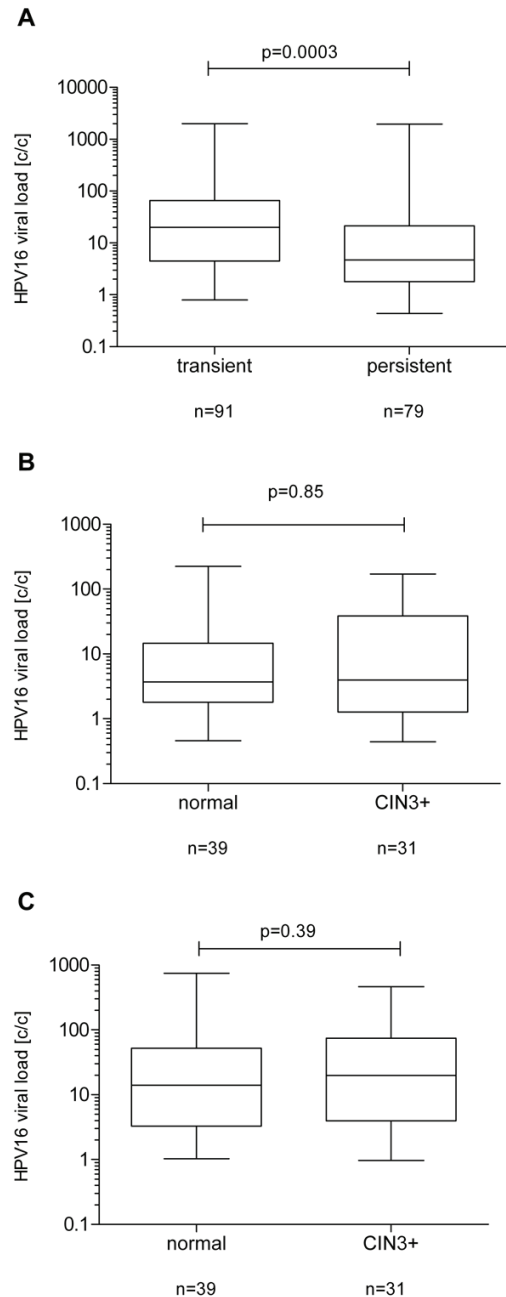 A
p=0.0003
HPV16 viral load [c/c]
10000
1000
100
10
1
0.1
transient persistent
n=91 n=79
B
p=0.85
HPV16 viral load [c/c]
1000
100
10
1
0.1
normal CIN3+
n=39 n=31
C
p=0.39
HPV16 viral load [c/c]
1000
100
10
1
0.1
normal CIN3+
n=39 n=31